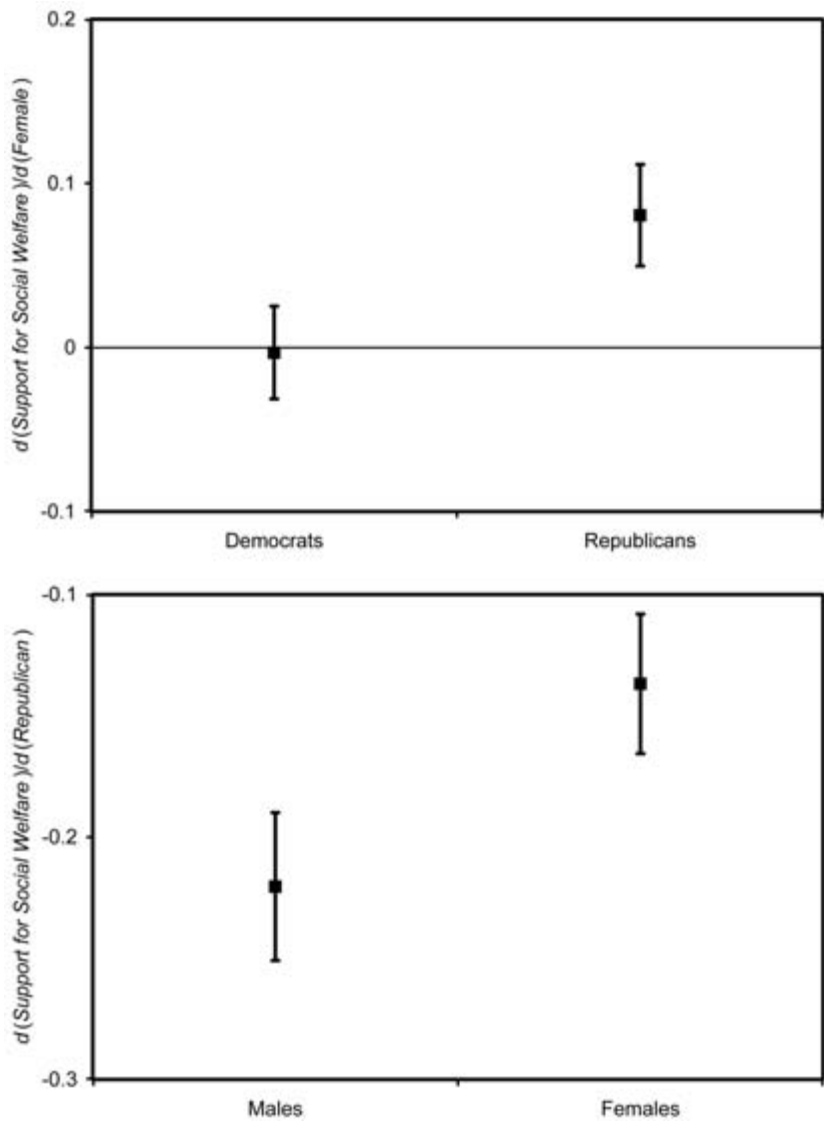 0.2
0.1
0
-0.1
d(Support for Social Welfare)/d(Female)
Democrats
Republicans
-0.1
-0.2
-0.3
d(Support for Social Welfare)/d(Republican)
Males
Females